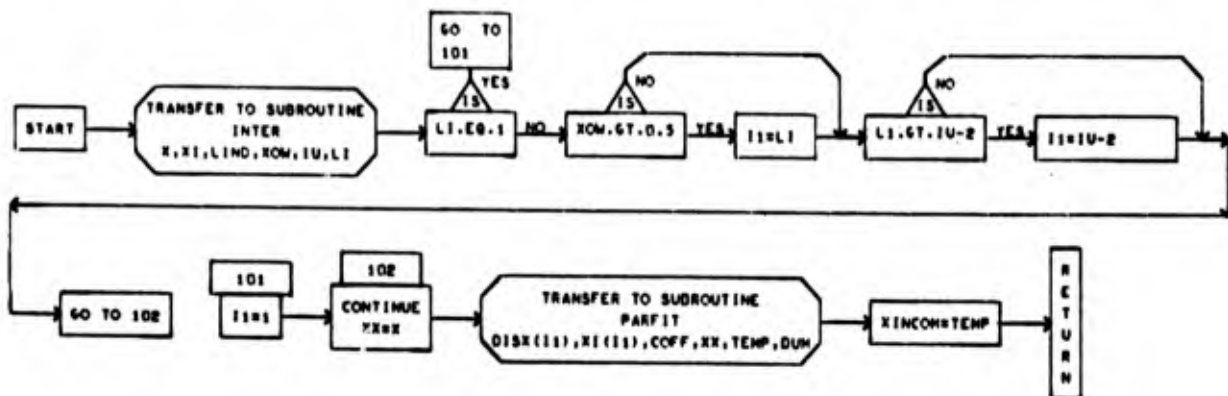 GO TO
101
YES
IS
NO
IS
NO
IS
START
TRANSFER TO SUBROUTINE
INTER
X,XI,LIND,XOW,IU,LI
LI.EQ.1
NO
XOW.GT.0.5
YES
I1=LI
LI.GT.IU-2
YES
I1=IU-2
GO TO 102
101
I1=1
102
CONTINUE
XX=X
TRANSFER TO SUBROUTINE
PARFIT
DISX(I1),XI(I1),COFF,XX,TEMP,DUM
XINCOM=TEMP
RETURN